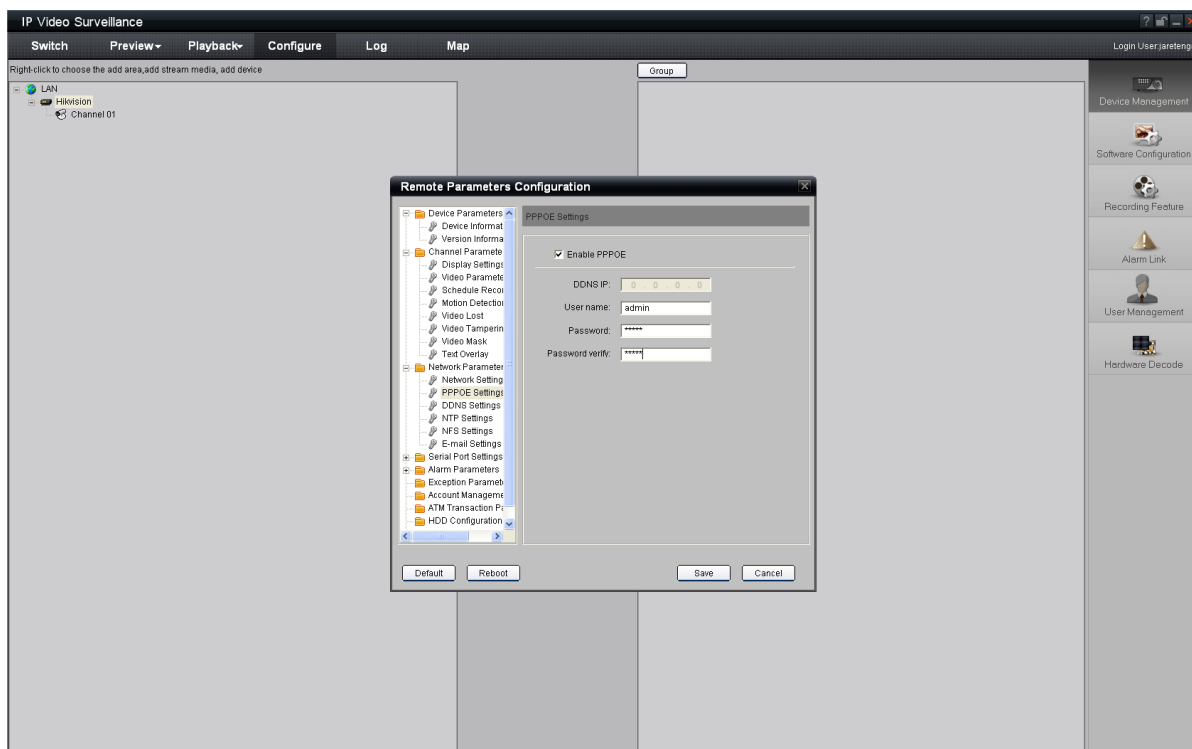 IP Video Surveillance
Switch Preview Playback Configure Log Map
Login User:jareteng
Right-click to choose the add area,add stream media, add device
Group
LAN
Hikvision
Channel 01
Device Management
Software Configuration
Recording Feature
Alarm Link
User Management
Hardware Decode
Remote Parameters Configuration
Device Parameters
Device Informat
Version Informa
Channel Paramete
Display Settings
Video Paramete
Schedule Recor
Motion Detection
Video Lost
Video Tamperin
Video Mask
Text Overlay
Network Parameter
Network Setting
PPPOE Settings
DDNS Settings
NTP Settings
NFS Settings
E-mail Settings
Serial Port Settings
Alarm Parameters
Exception Paramet
Account Manageme
ATM Transaction Pa
HDD Configuration
PPPOE Settings
Enable PPPOE
DDNS IP: 0 . 0 . 0 . 0
User name: admin
Password: *****
Password verify: *****
Default Reboot Save Cancel